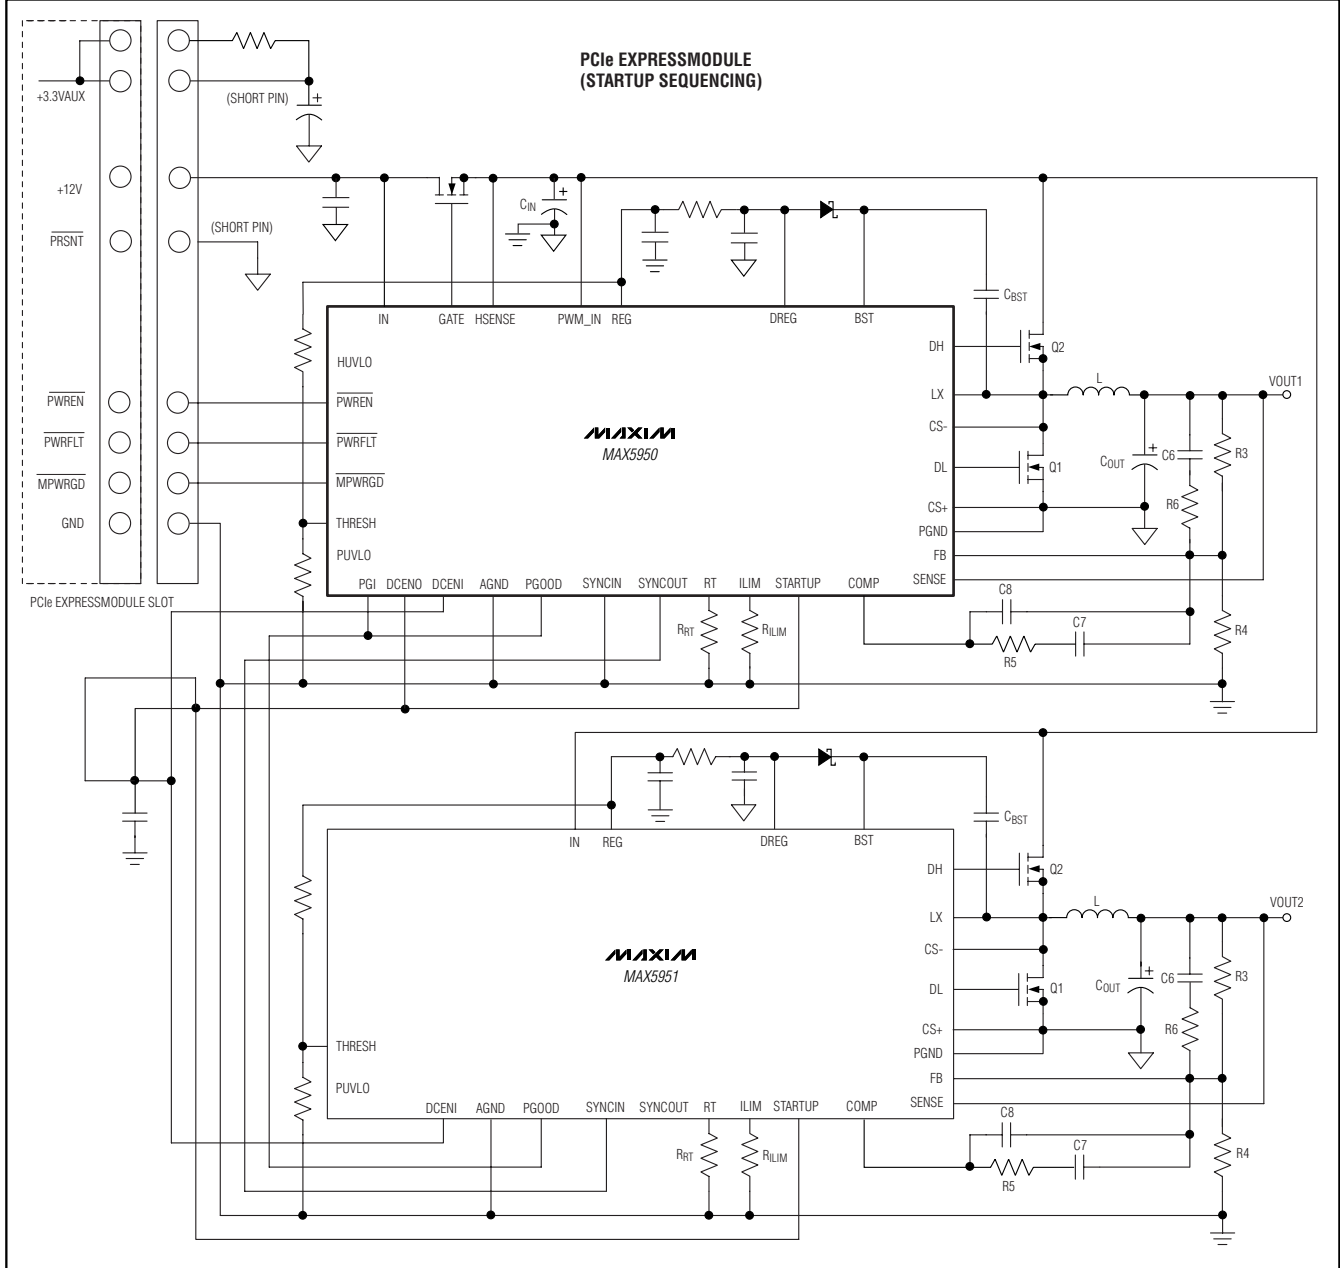 PCIe EXPRESSMODULE
(STARTUP SEQUENCING)
+3.3VAUX
(SHORT PIN)
+12V
PRSNT
(SHORT PIN)
CIN
+
+
CBST
IN GATE HSENSE PWM_IN REG DREG BST
HUVLO
DH
Q2
PWREN
PWREN
LX
L
VOUT1
PWRFLT
PWRFLT
CS-
MAXIM
MAX5950
+
COUT
C6
R3
MPWRGD
MPWRGD
DL
Q1
CS+
R6
GND
THRESH
PGND
PUVLO
FB
SENSE
PGI DCENO DCENI AGND PGOOD SYNCIN SYNCOUT RT ILIM STARTUP COMP
PCIe EXPRESSMODULE SLOT
C8
RRT
RILIM
C7
R4
R5
CBST
IN REG DREG BST
DH
Q2
LX
L
VOUT2
CS-
MAXIM
MAX5951
DL
Q1
+
COUT
C6
R3
CS+
R6
THRESH
PGND
PUVLO
FB
SENSE
DCENI AGND PGOOD SYNCIN SYNCOUT RT ILIM STARTUP COMP
C8
RRT
RILIM
C7
R4
R5